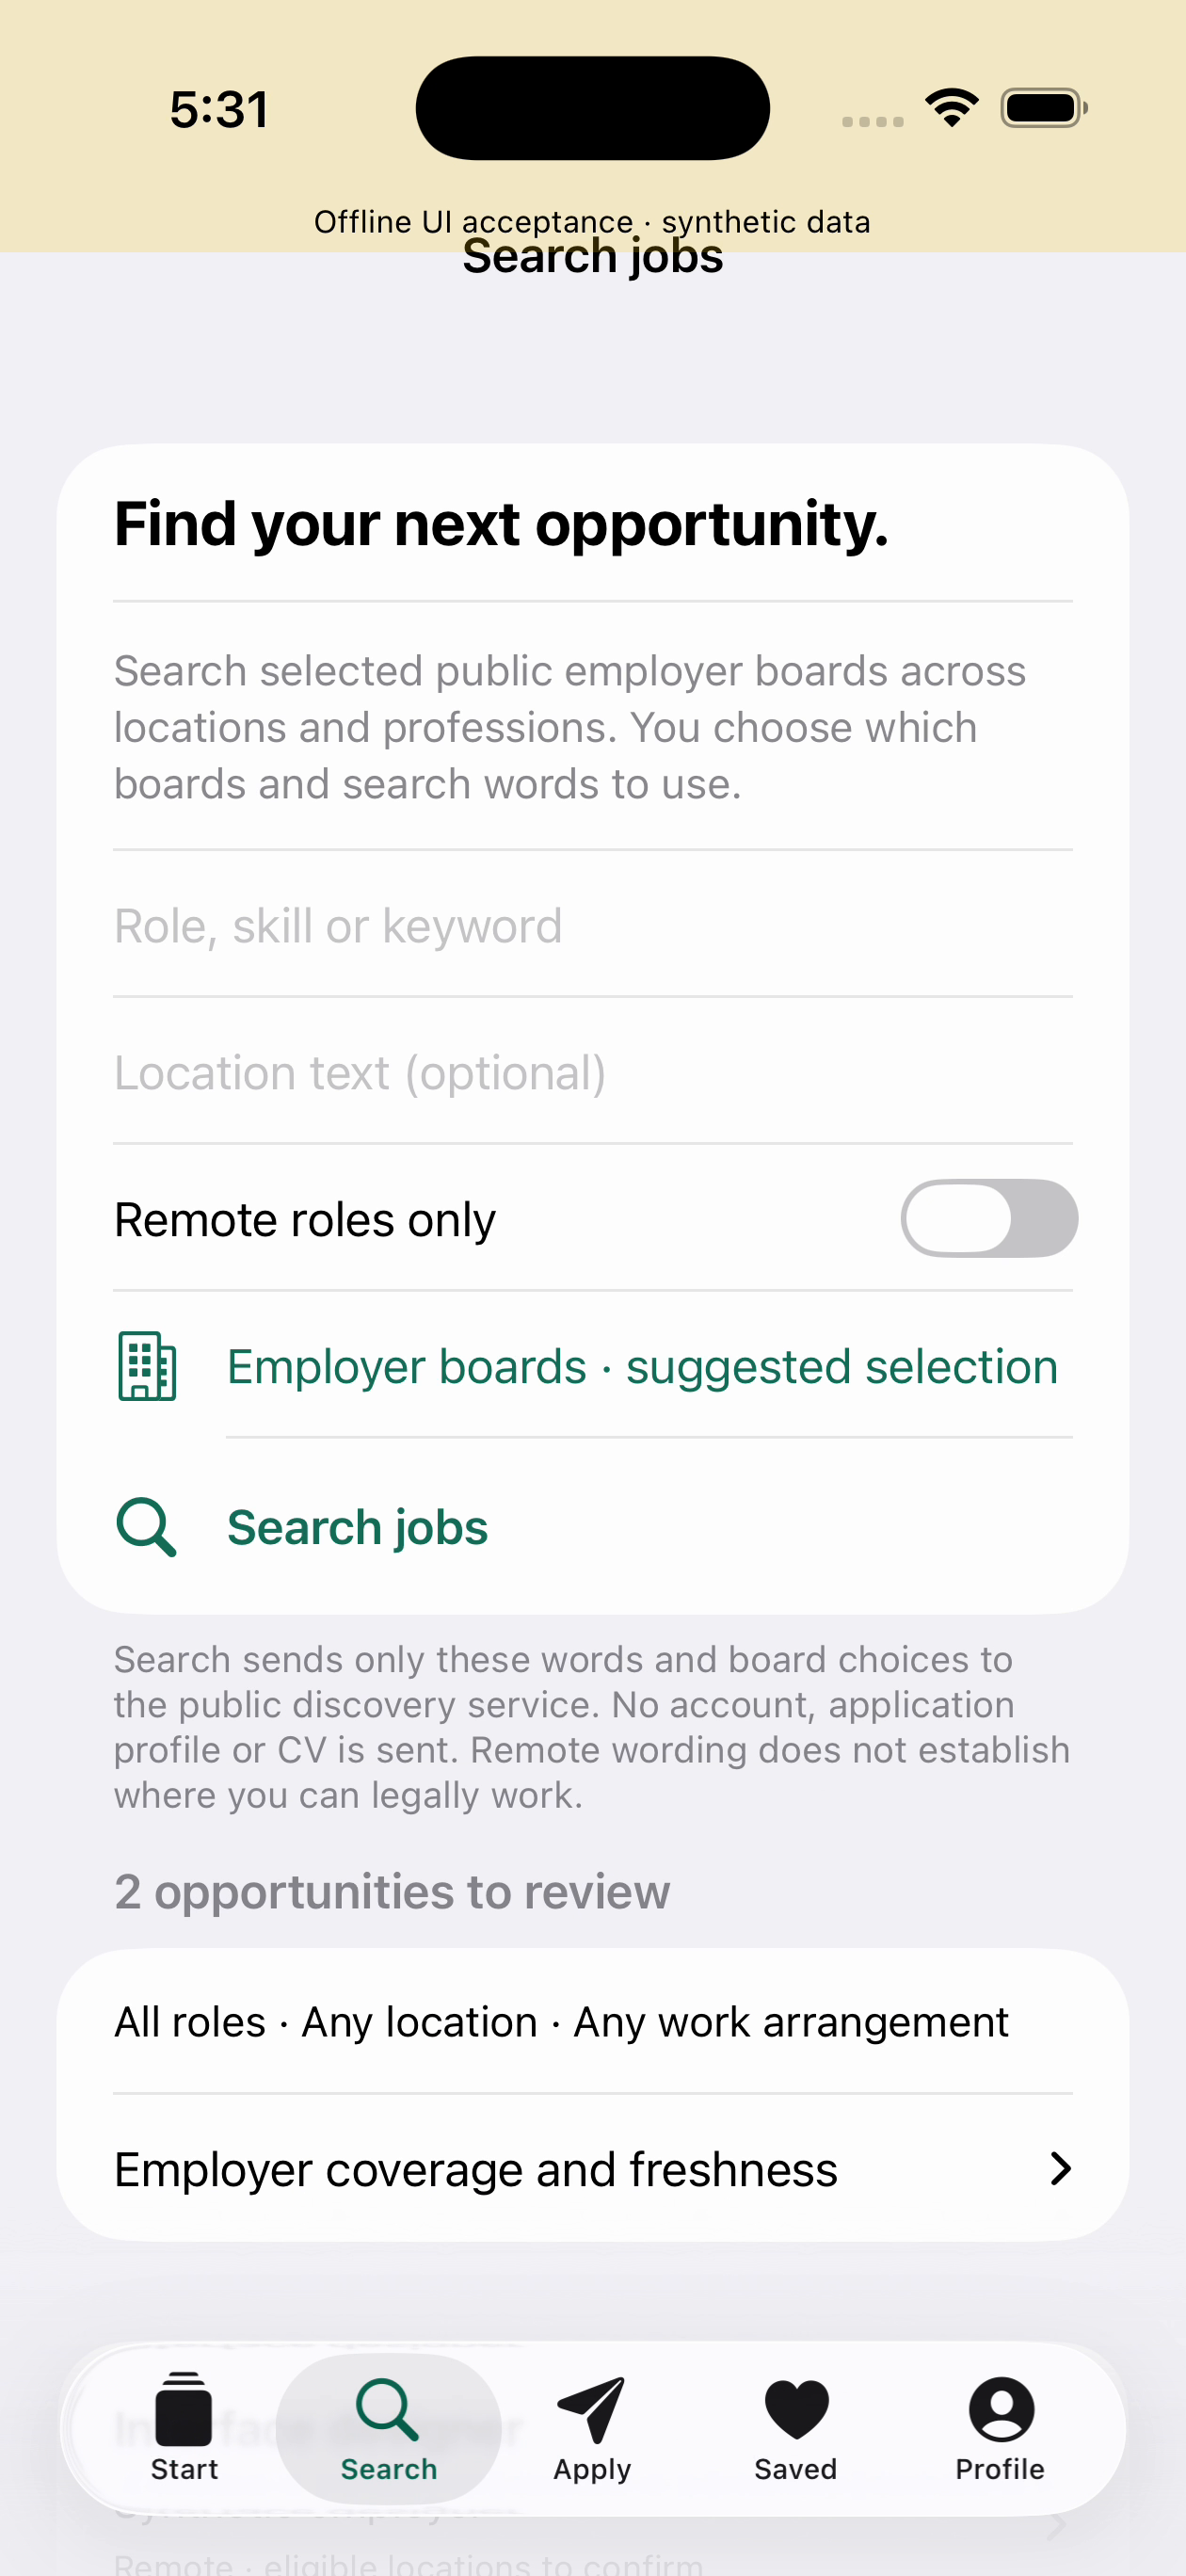 5:31
Offline UI acceptance · synthetic data
Search jobs
Find your next opportunity.
Search selected public employer boards across
locations and professions. You choose which
boards and search words to use.
Role, skill or keyword
Location text (optional)
Remote roles only
Employer boards · suggested selection
Search jobs
Search sends only these words and board choices to
the public discovery service. No account, application
profile or CV is sent. Remote wording does not establish
where you can legally work.
2 opportunities to review
All roles · Any location · Any work arrangement
Employer coverage and freshness
Start
Search
Apply
Saved
Profile
Remote · eligible locations to confirm